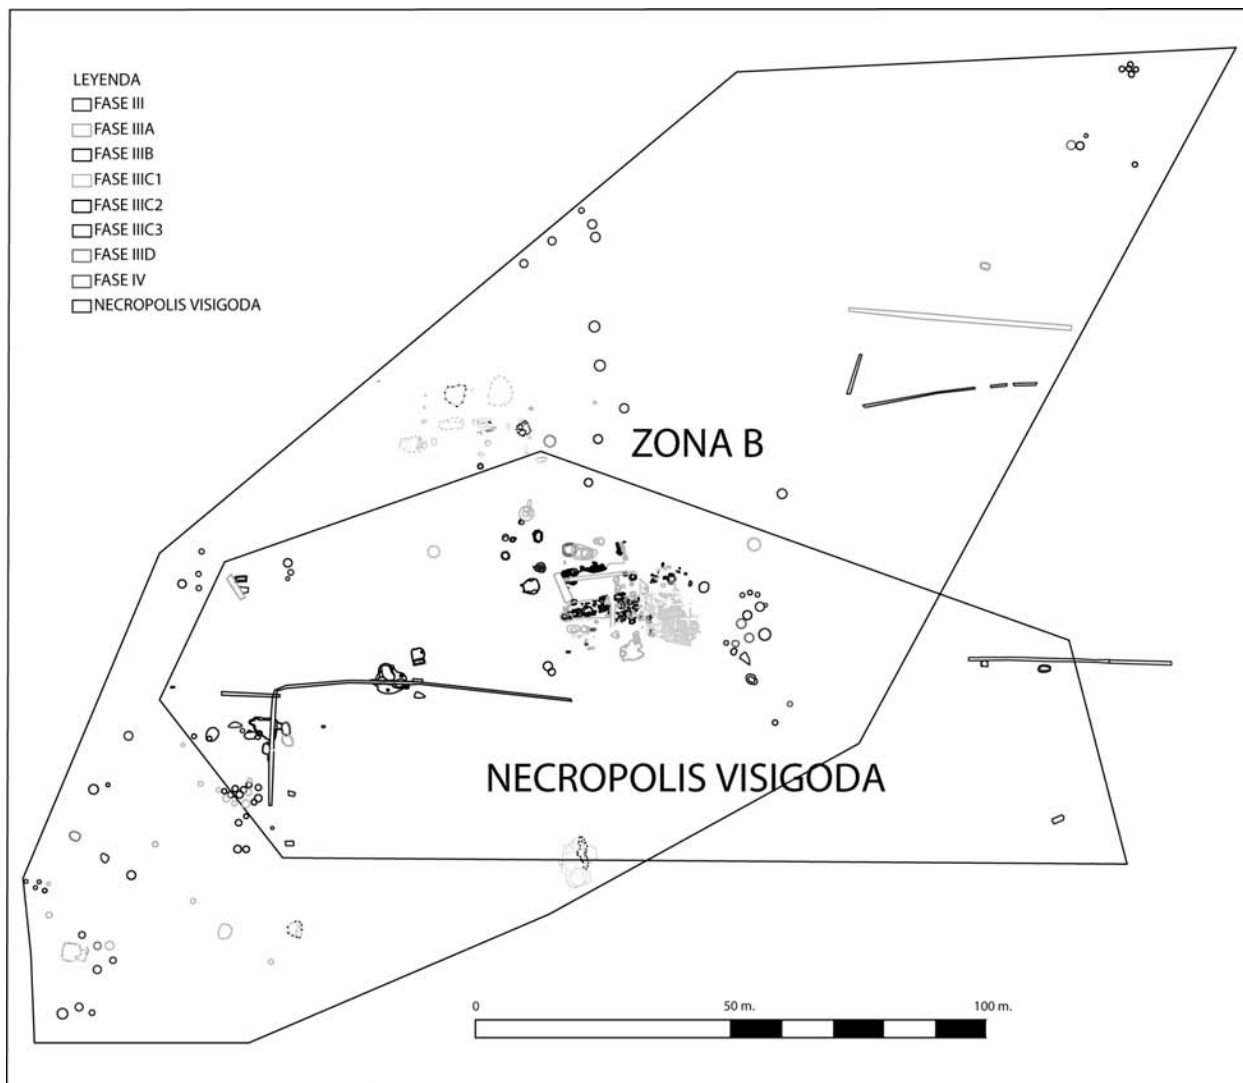 LEYENDA
FASE III
FASE IIIA
FASE IIIB
FASE IIIC1
FASE IIIC2
FASE IIIC3
FASE IIID
FASE IV
NECROPOLIS VISIGODA
ZONA B
NECROPOLIS VISIGODA
0 50 m. 100 m.